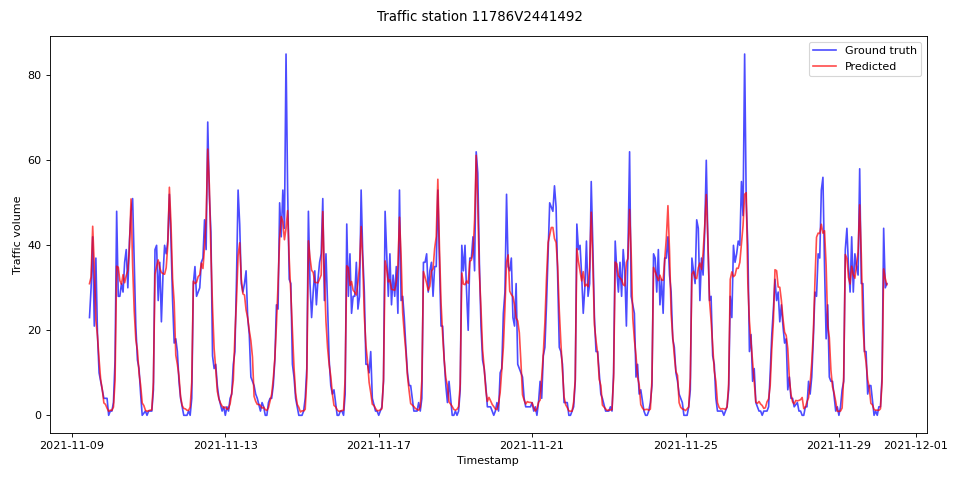 Traffic station 11786V2441492
Ground truth
Predicted
Traffic volume
80
60
40
20
0
2021-11-09
2021-11-13
2021-11-17
2021-11-21
2021-11-25
2021-11-29
2021-12-01
Timestamp